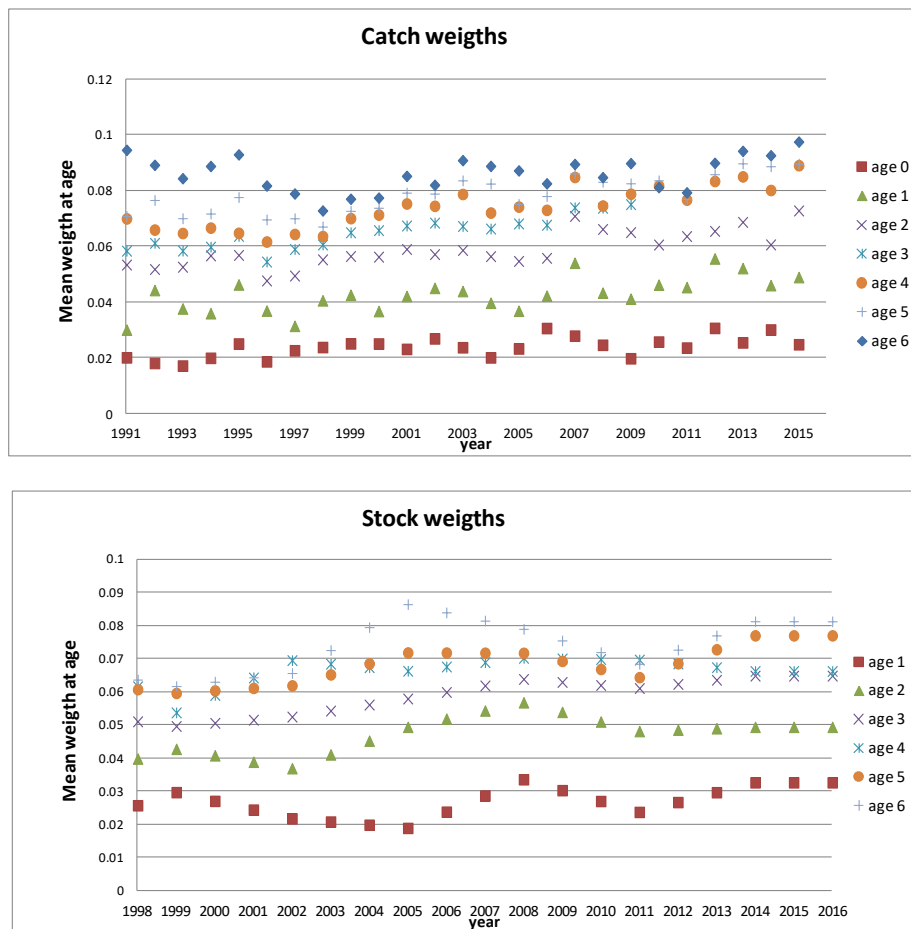 Catch weigths
Mean weigth at age
0.12
0.1
0.08
0.06
0.04
0.02
0
1991 1993 1995 1997 1999 2001 2003 2005 2007 2009 2011 2013 2015
year
age 0
age 1
age 2
age 3
age 4
age 5
age 6
Stock weigths
Mean weigth at age
0.1
0.09
0.08
0.07
0.06
0.05
0.04
0.03
0.02
0.01
0
1998 1999 2000 2001 2002 2003 2004 2005 2006 2007 2008 2009 2010 2011 2012 2013 2014 2015 2016
year
age 1
age 2
age 3
age 4
age 5
age 6